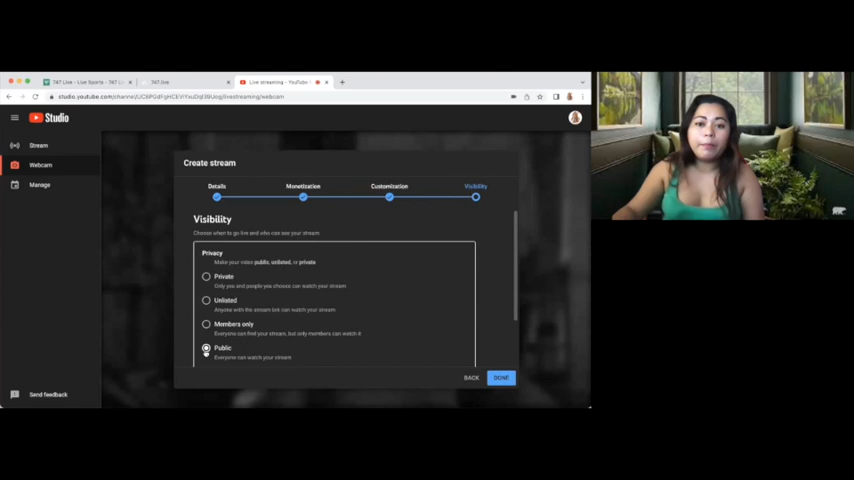 747 Live - Live Sports - 747 Li
747.live
Live streaming - YouTube
studio.youtube.com/channel/
/livestreaming/webcam
Studio
Stream
Webcam
Manage
Create stream
Details
Monetization
Customization
Visibility
Visibility
Choose when to go live and who can see your stream
Privacy
Make your video public, unlisted, or private
Private
Only you and people you choose can watch your stream
Unlisted
Anyone with the stream link can watch your stream
Members only
Everyone can find your stream, but only members can watch it
Public
Everyone can watch your stream
BACK
DONE
Send feedback